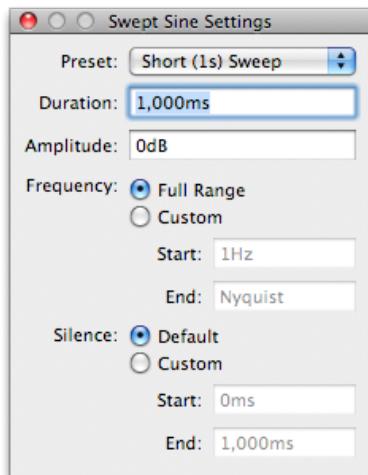 Swept Sine Settings
Preset: Short (1s) Sweep
Duration: 1,000ms
Amplitude: 0dB
Frequency: Full Range
Custom
Start: 1Hz
End: Nyquist
Silence: Default
Custom
Start: 0ms
End: 1,000ms